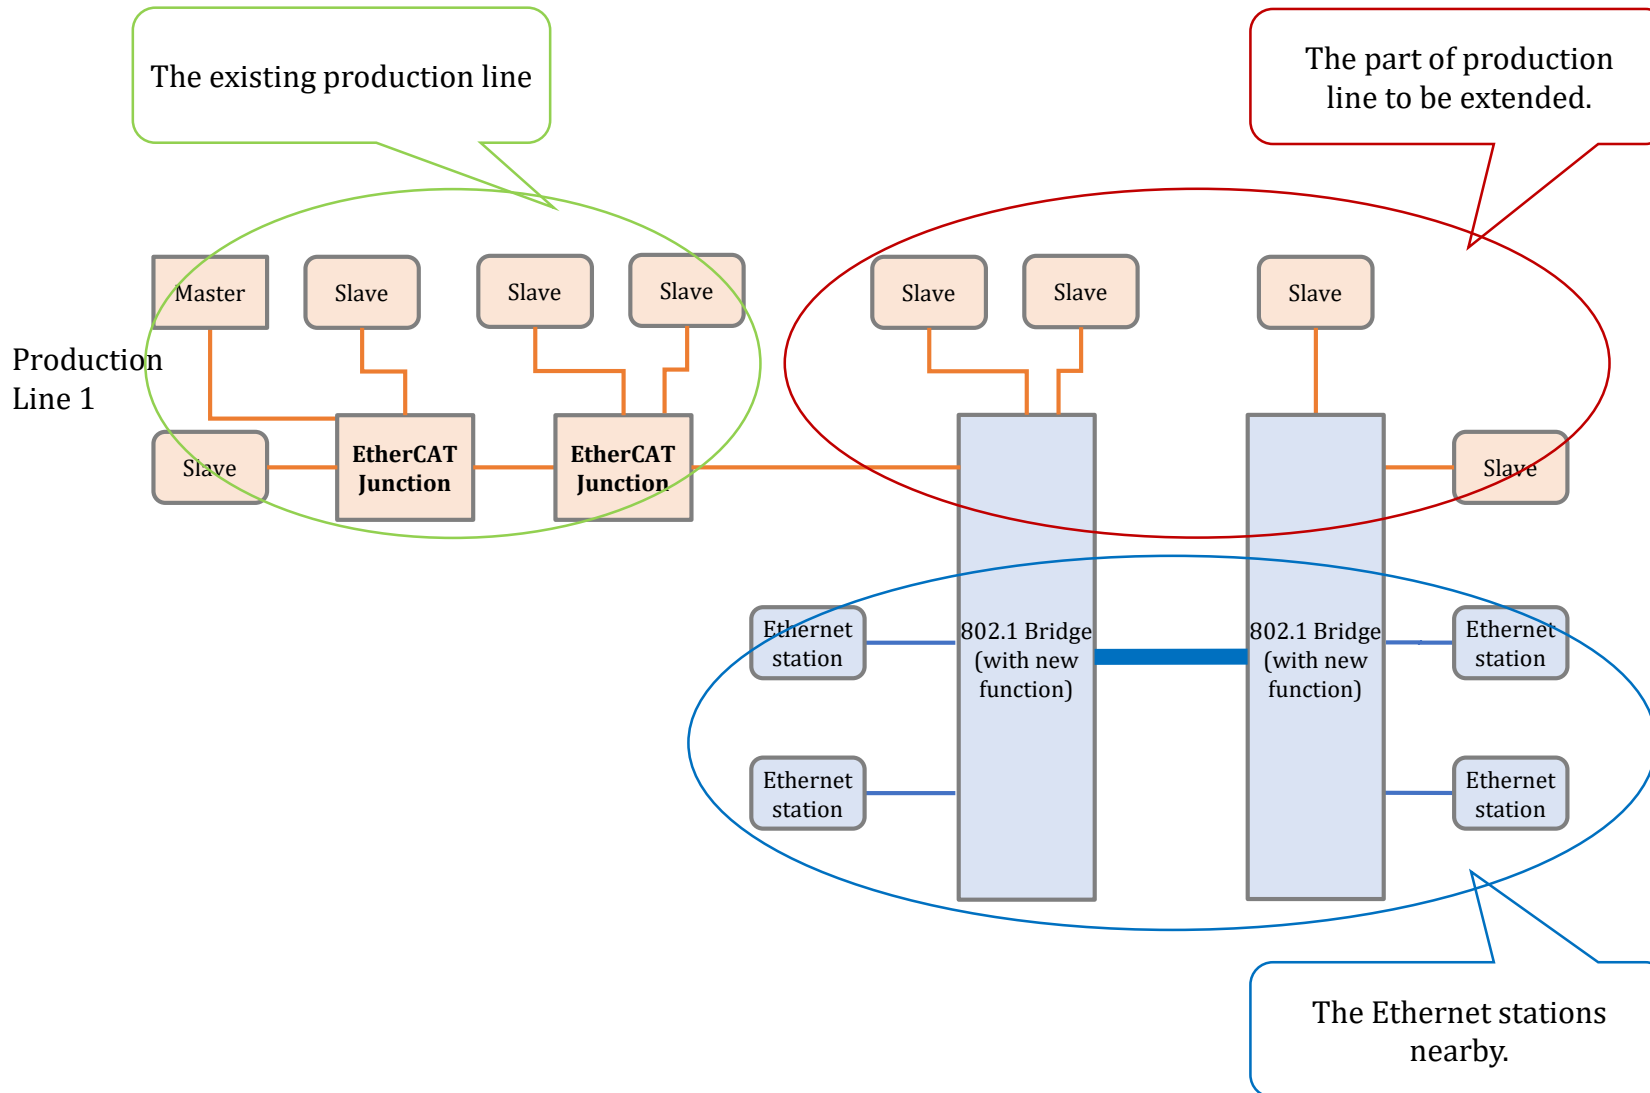 The existing production line
The part of production
line to be extended.
Master
Slave
Slave
Slave
Slave
Slave
Slave
Production
Line 1
Slave
EtherCAT
Junction
EtherCAT
Junction
Slave
Ethernet
station
802.1 Bridge
(with new
function)
802.1 Bridge
(with new
function)
Ethernet
station
Ethernet
station
Ethernet
station
The Ethernet stations
nearby.